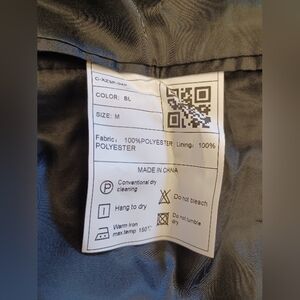 COLOR: BL
SIZE: M
Fabric: 100%POLYESTER Lining: 100%
POLYESTER
MADE IN CHINA
P Conventional dry
cleaning
Do not bleach
Hang to dry
Do not tumble
dry
Warm Iron
max.temp 150℃